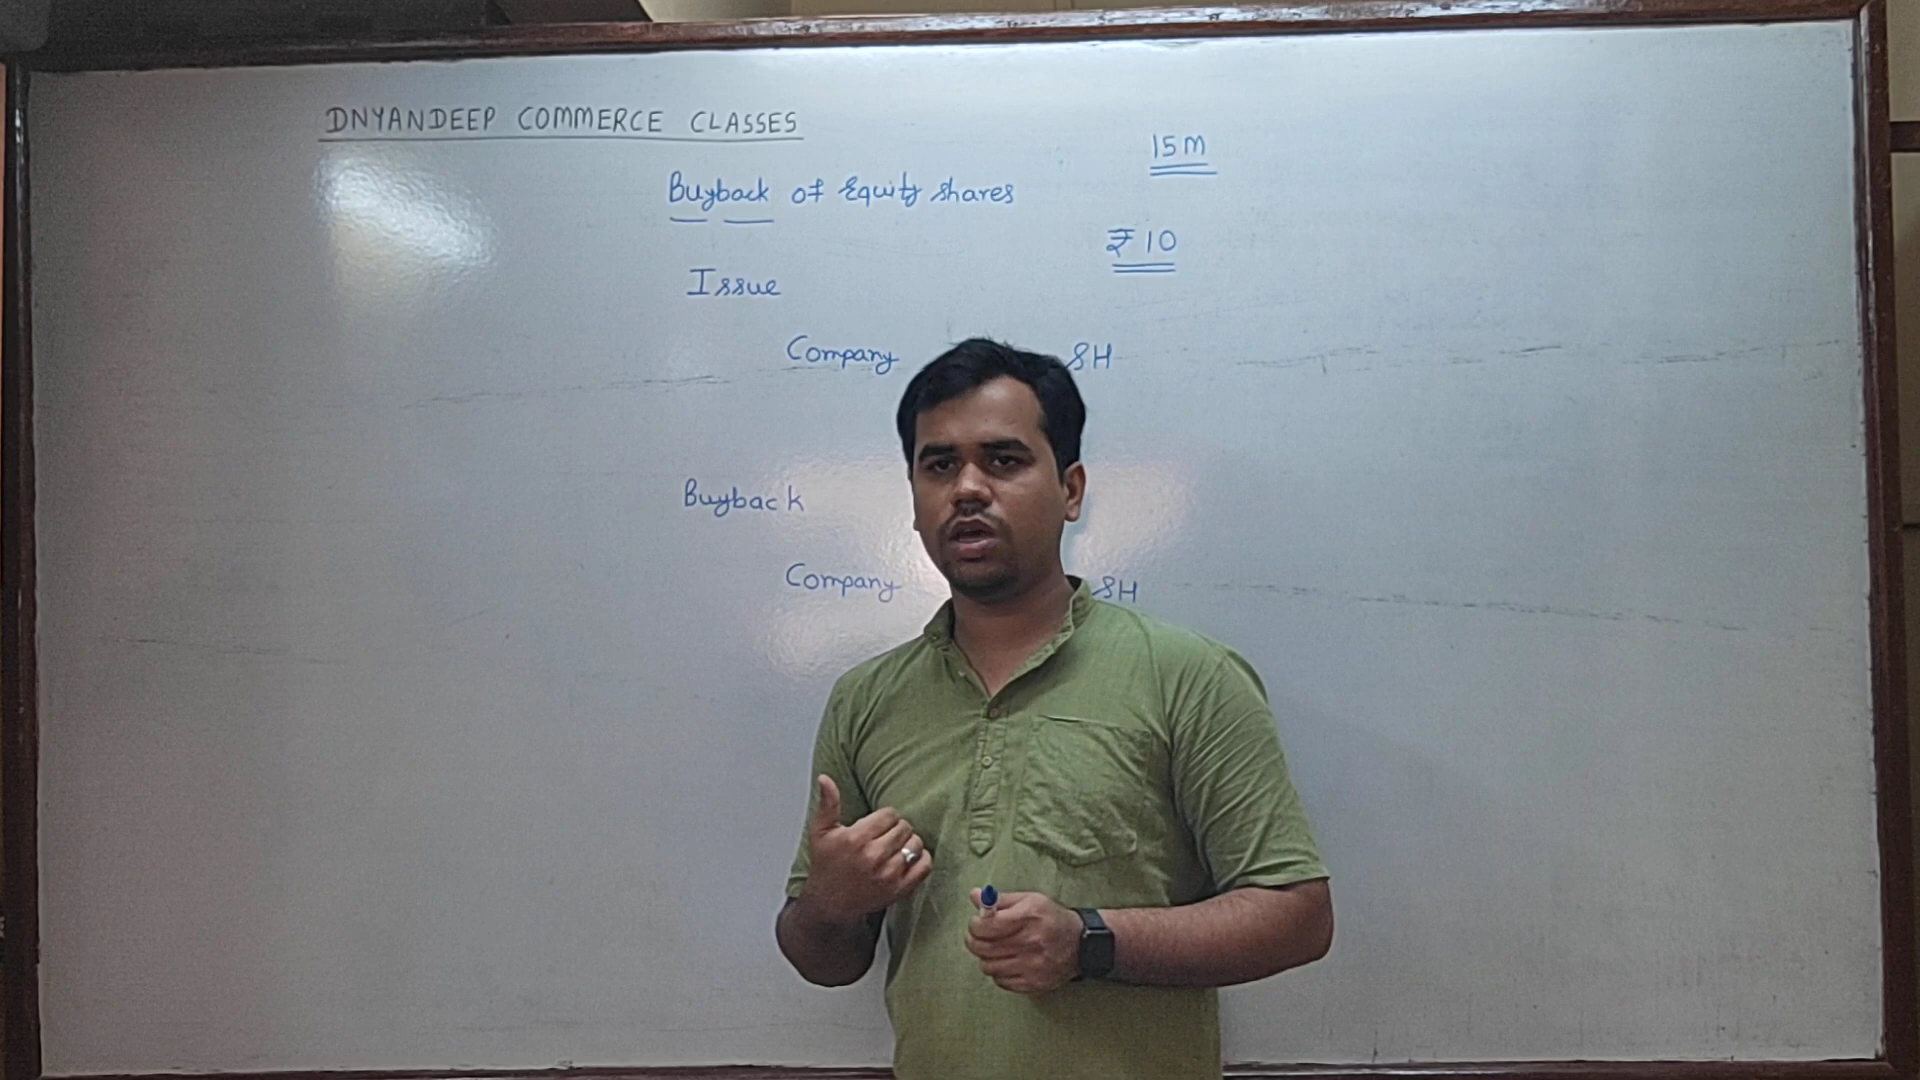 DNYANDEEP COMMERCE CLASSES
15M
Buyback of Equity shares
₹10
Issue
Company SH
Buyback
Company SH